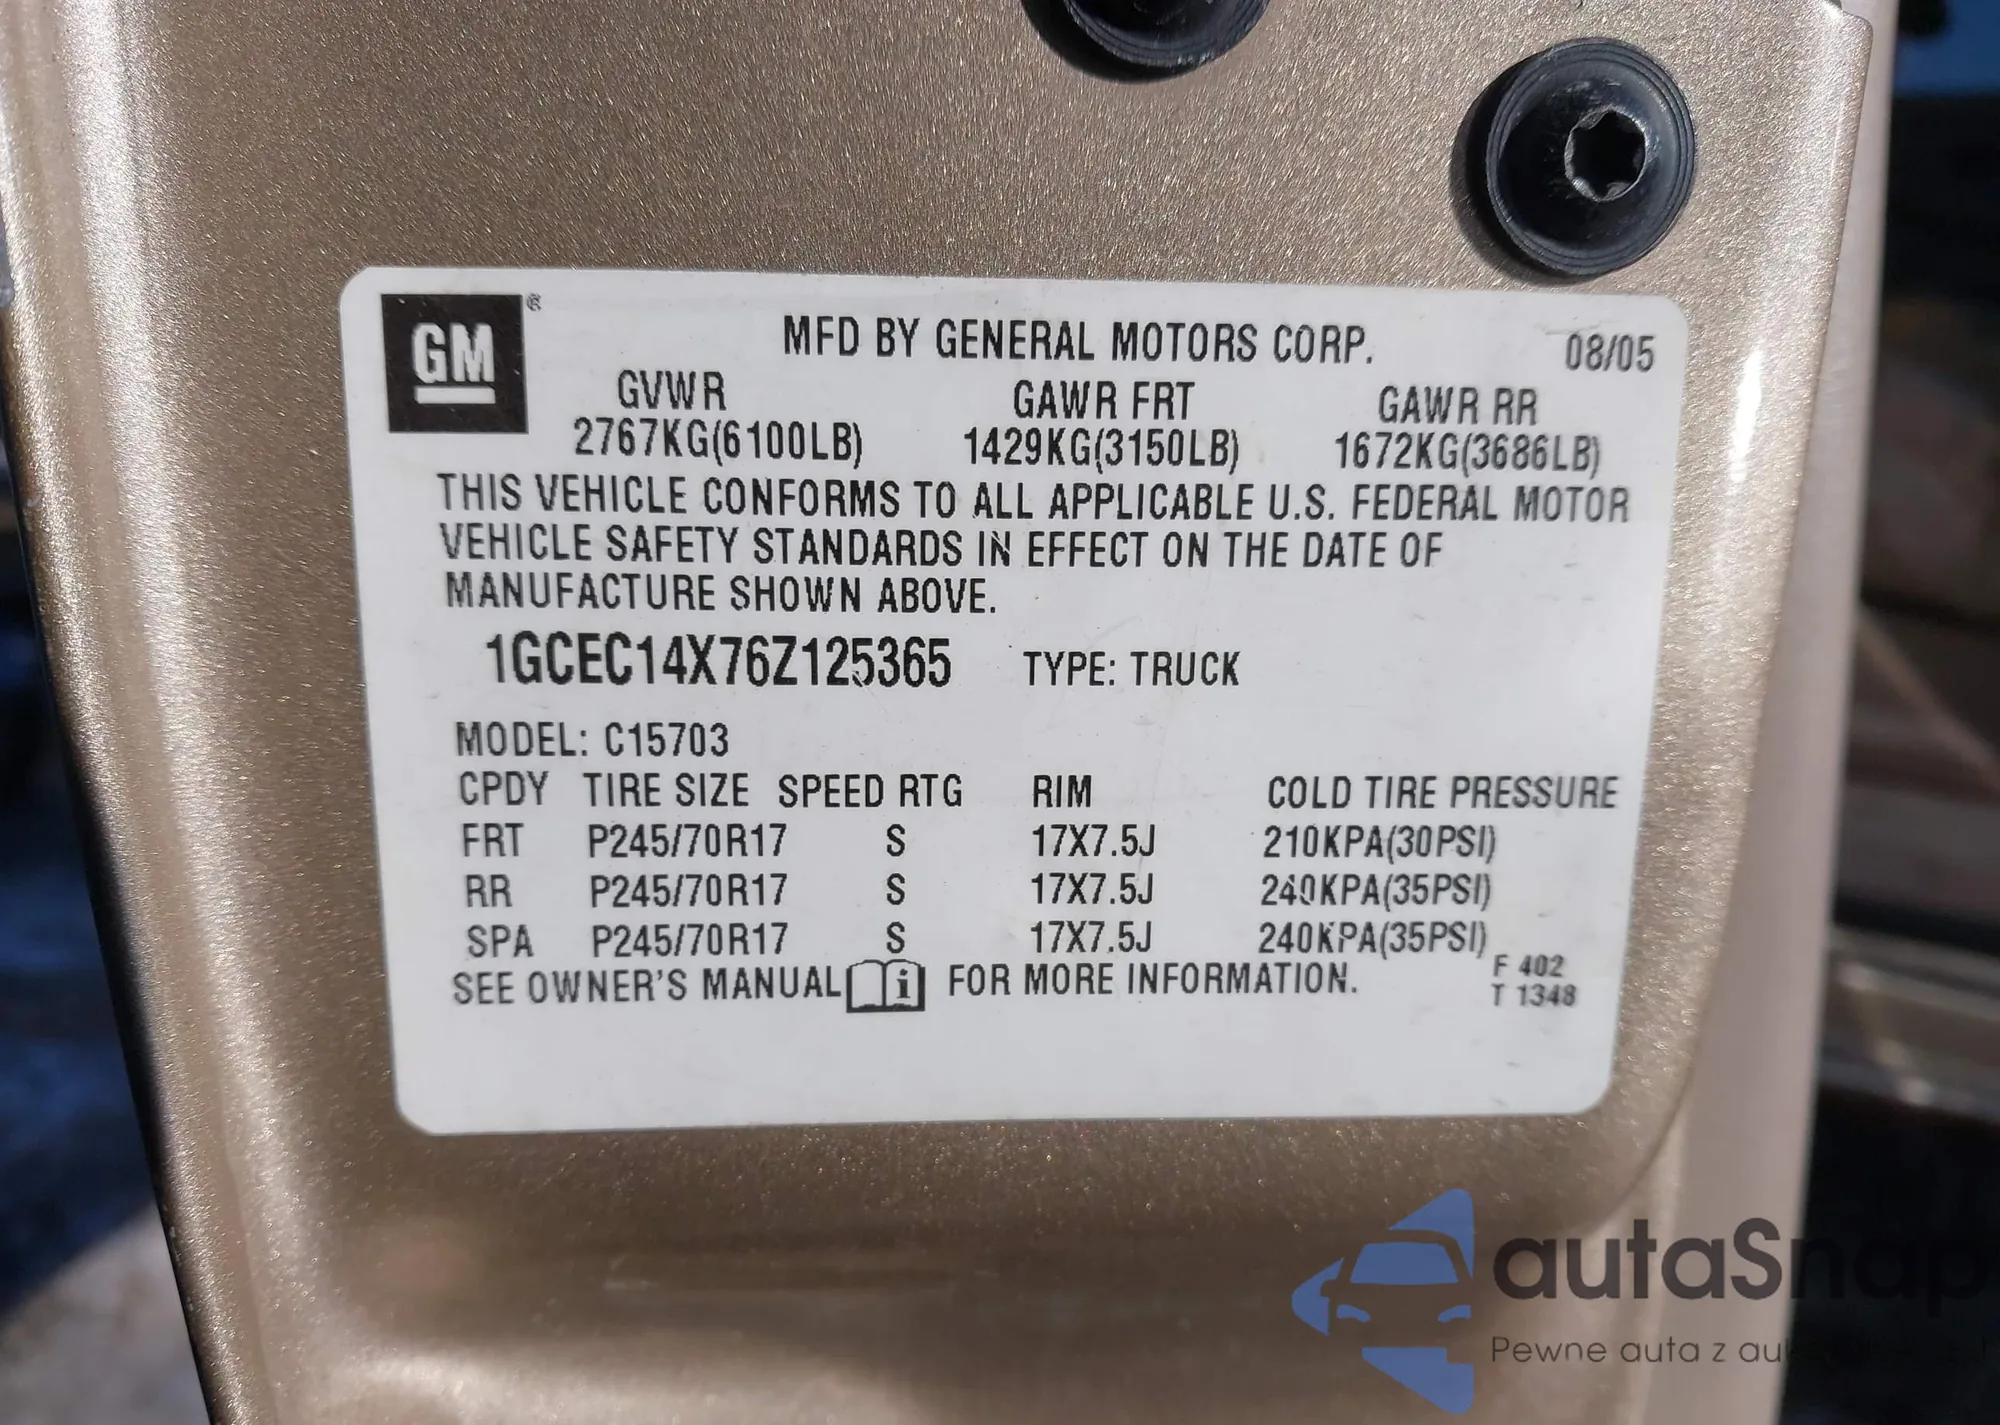 GM ®
MFD BY GENERAL MOTORS CORP. 08/05
GVWR GAWR FRT GAWR RR
2767KG(6100LB) 1429KG(3150LB) 1672KG(3686LB)
THIS VEHICLE CONFORMS TO ALL APPLICABLE U.S. FEDERAL MOTOR
VEHICLE SAFETY STANDARDS IN EFFECT ON THE DATE OF
MANUFACTURE SHOWN ABOVE.
1GCEC14X76Z125365 TYPE: TRUCK
MODEL: C15703
CPDY TIRE SIZE SPEED RTG RIM COLD TIRE PRESSURE
FRT P245/70R17 S 17X7.5J 210KPA(30PSI)
RR P245/70R17 S 17X7.5J 240KPA(35PSI)
SPA P245/70R17 S 17X7.5J 240KPA(35PSI)
SEE OWNER'S MANUAL FOR MORE INFORMATION.
F 402
T 1348
autaSnap
Pewne auta z